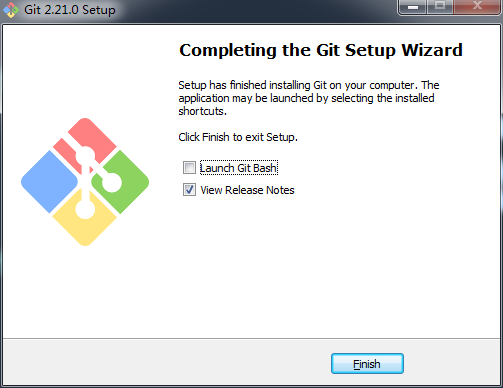 Git 2.21.0 Setup
Completing the Git Setup Wizard
Setup has finished installing Git on your computer. The
application may be launched by selecting the installed
shortcuts.
Click Finish to exit Setup.
Launch Git Bash
View Release Notes
Finish